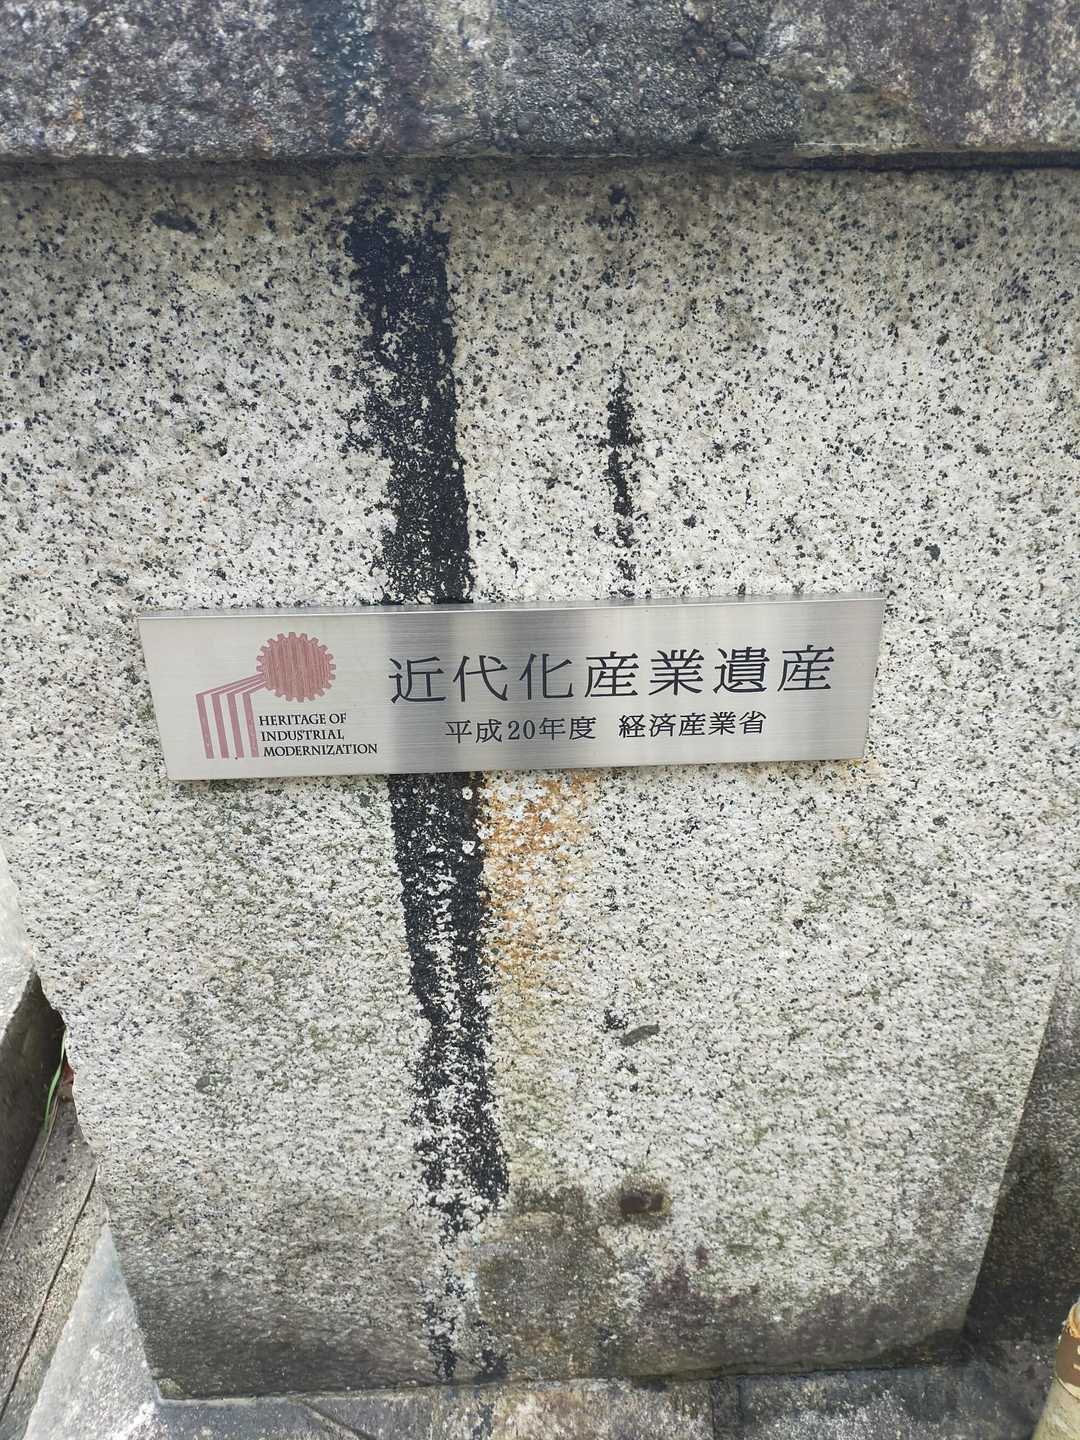 近代化産業遺産
平成20年度 経済産業省
HERITAGE OF
INDUSTRIAL
MODERNIZATION